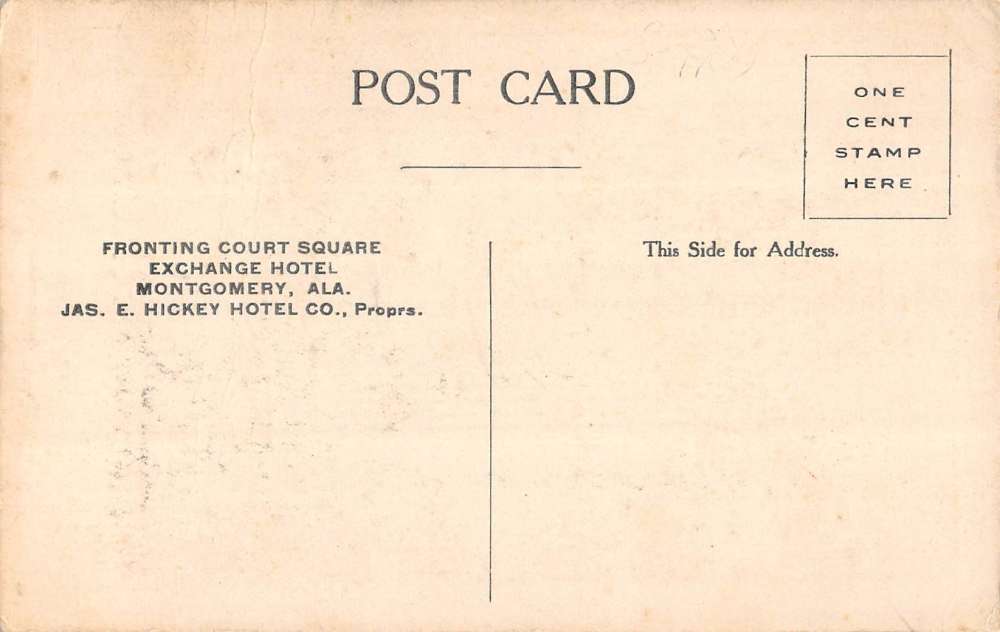 POST CARD
ONE
CENT
STAMP
HERE
FRONTING COURT SQUARE
EXCHANGE HOTEL
MONTGOMERY, ALA.
JAS. E. HICKEY HOTEL CO., Proprs.
This Side for Address.